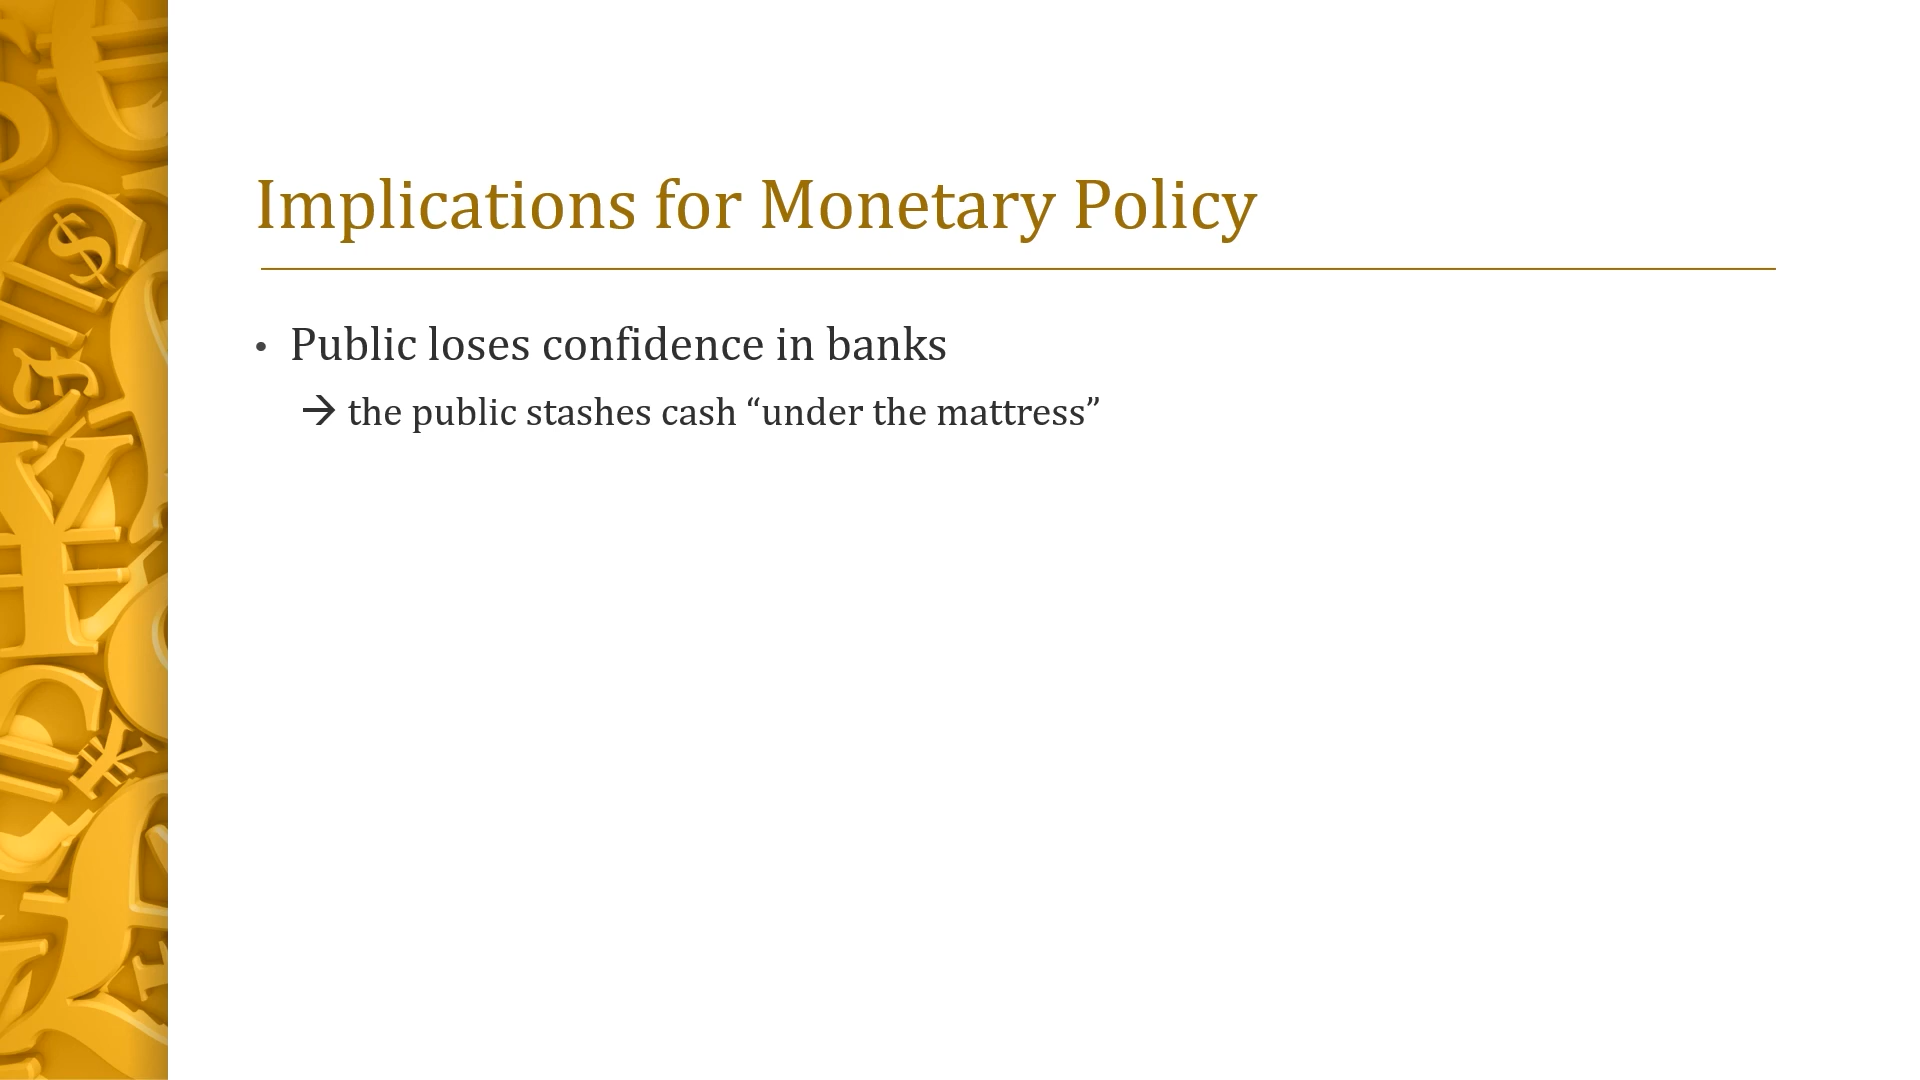 Implications for Monetary Policy
• Public loses confidence in banks
→ the public stashes cash “under the mattress”